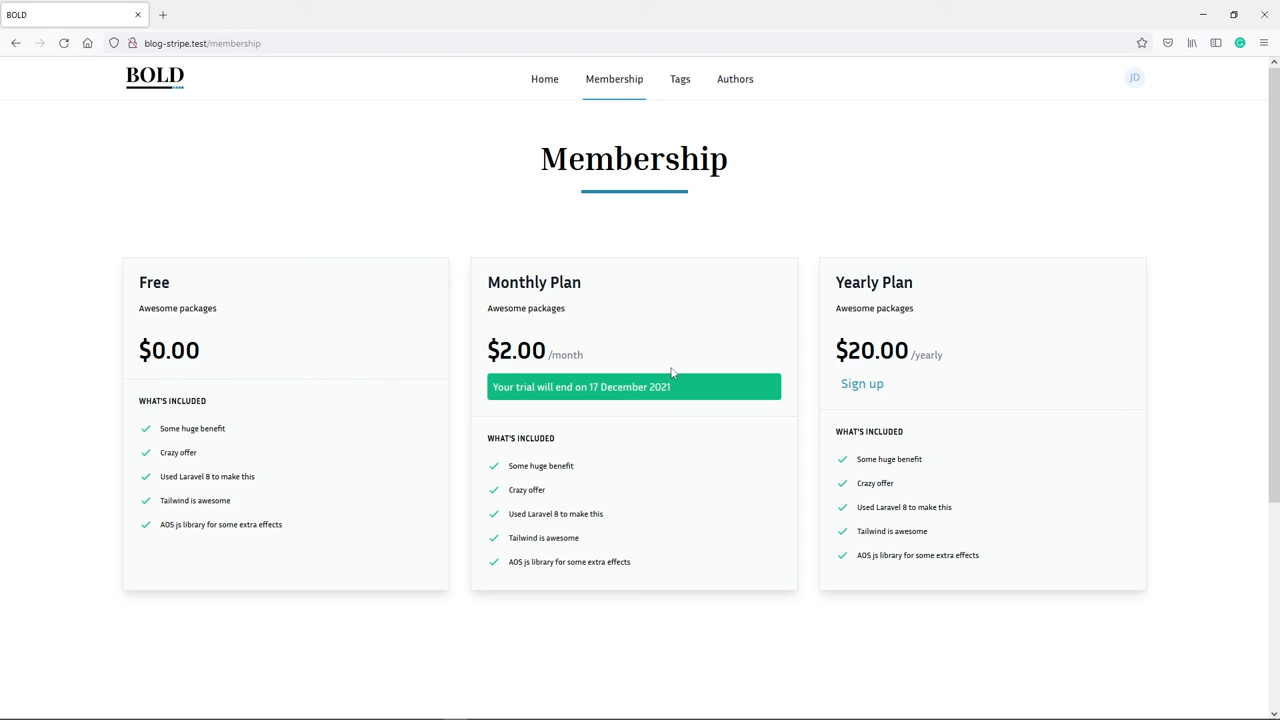 BOLD
blog-stripe.test/membership
BOLD
Home
Membership
Tags
Authors
JD
Membership
Free
Awesome packages
$0.00
WHAT'S INCLUDED
Some huge benefit
Crazy offer
Used Laravel 8 to make this
Tailwind is awesome
AOS js library for some extra effects
Monthly Plan
Awesome packages
$2.00 /month
Your trial will end on 17 December 2021
WHAT'S INCLUDED
Some huge benefit
Crazy offer
Used Laravel 8 to make this
Tailwind is awesome
AOS js library for some extra effects
Yearly Plan
Awesome packages
$20.00 /yearly
Sign up
WHAT'S INCLUDED
Some huge benefit
Crazy offer
Used Laravel 8 to make this
Tailwind is awesome
AOS js library for some extra effects